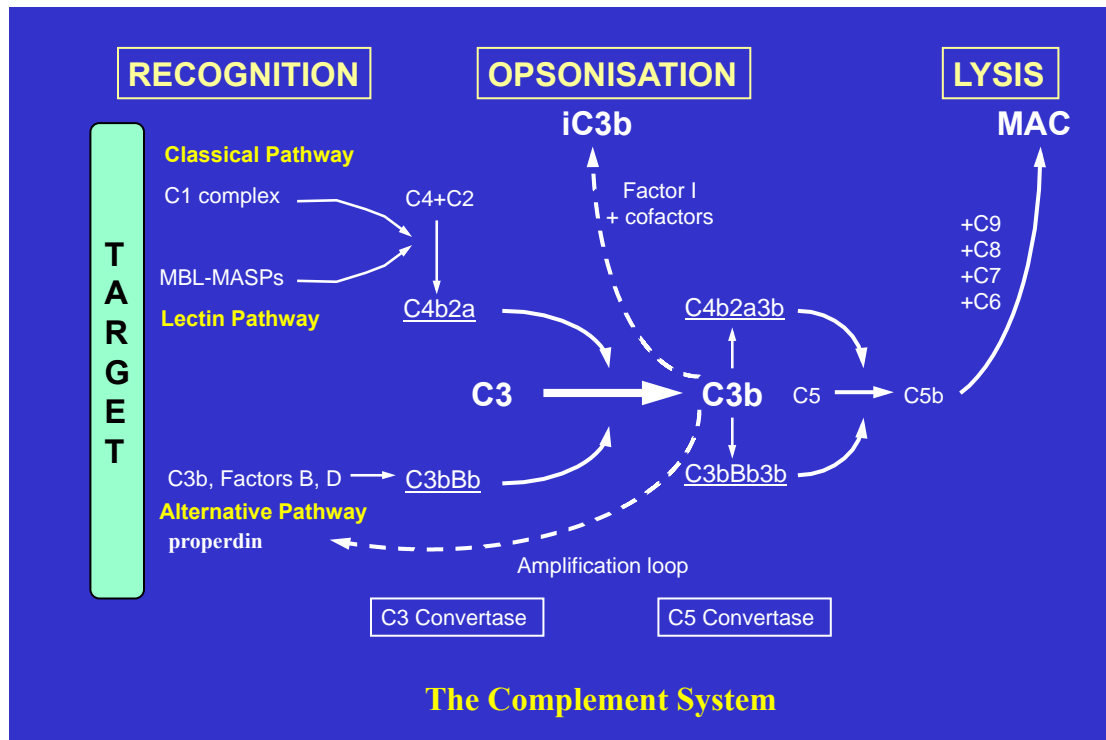 RECOGNITION
OPSONISATION
LYSIS
iC3b
MAC
Classical Pathway
C1 complex
C4+C2
Factor I
+ cofactors
+C9
+C8
+C7
+C6
T
A
R
G
E
T
MBL-MASPs
Lectin Pathway
C4b2a
C4b2a3b
C3
C3b
C5
C5b
C3b, Factors B, D
C3bBb
C3bBb3b
Alternative Pathway
properdin
Amplification loop
C3 Convertase
C5 Convertase
The Complement System